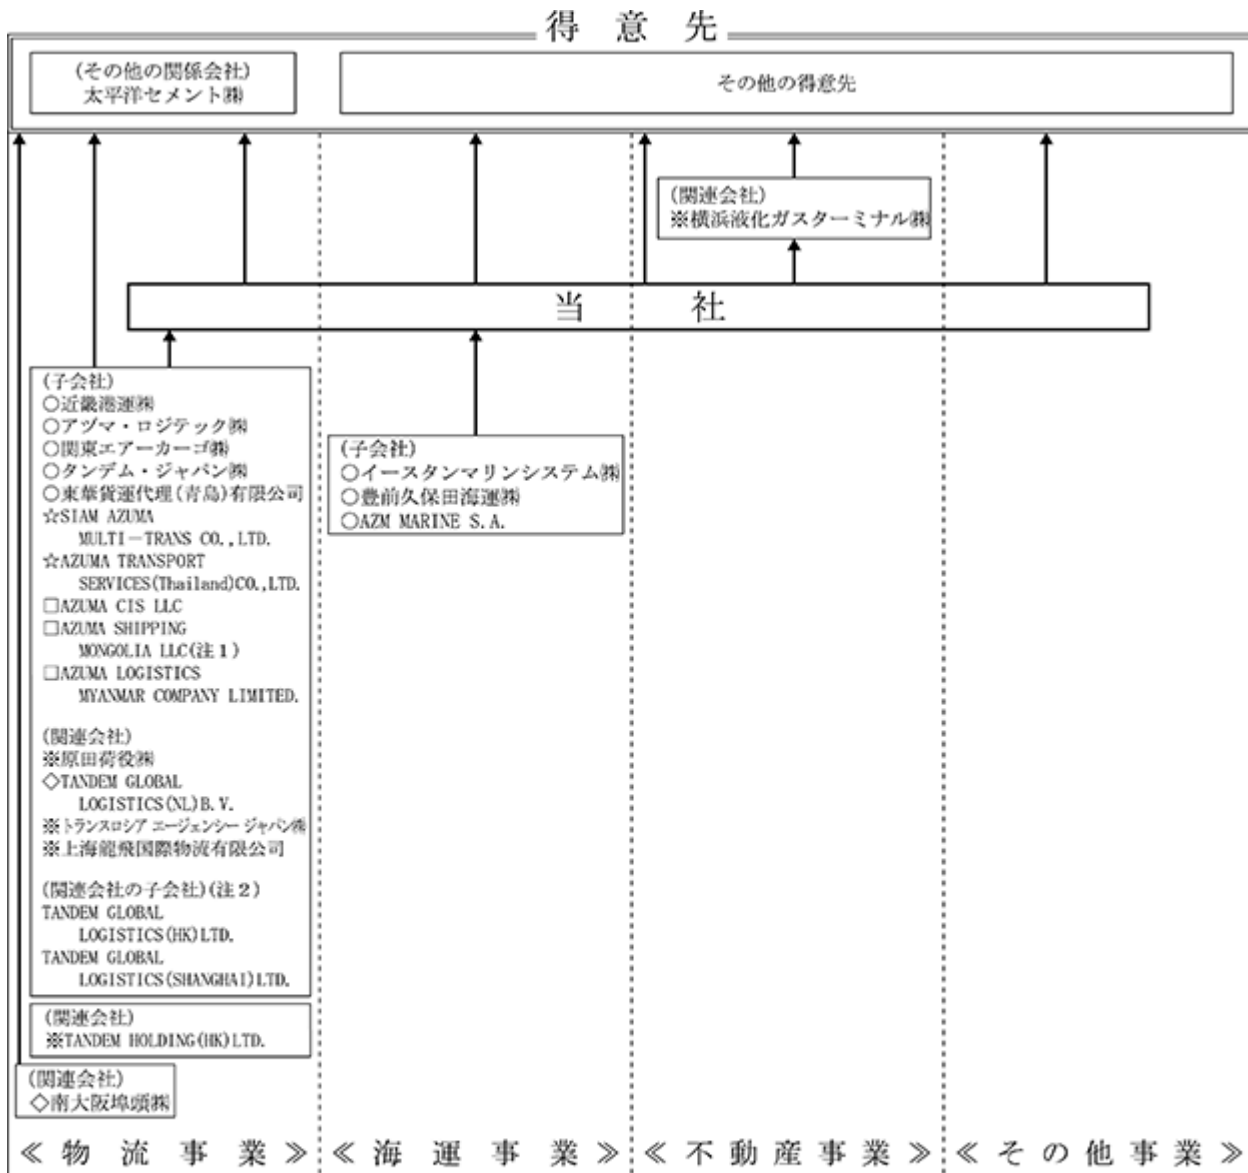 得意先
(その他の関係会社)
太平洋セメント㈱
その他の得意先
(関連会社)
※横浜液化ガスターミナル㈱
当社
(子会社)
○近畿港運㈱
○アヅマ・ロジテック㈱
○関東エアーカーゴ㈱
○タンデム・ジャパン㈱
○東華貨運代理(青島)有限公司
☆SIAM AZUMA
MULTI－TRANS CO.,LTD.
☆AZUMA TRANSPORT
SERVICES(Thailand)CO.,LTD.
□AZUMA CIS LLC
□AZUMA SHIPPING
MONGOLIA LLC(注１)
□AZUMA LOGISTICS
MYANMAR COMPANY LIMITED.
(関連会社)
※原田荷役㈱
◇TANDEM GLOBAL
LOGISTICS(NL)B.V.
※トランスロシア エージェンシー ジャパン㈱
※上海龍飛国際物流有限公司
(関連会社の子会社)(注２)
TANDEM GLOBAL
LOGISTICS(HK)LTD.
TANDEM GLOBAL
LOGISTICS(SHANGHAI)LTD.
(関連会社)
※TANDEM HOLDING(HK)LTD.
(関連会社)
◇南大阪埠頭㈱
(子会社)
○イースタンマリンシステム㈱
○豊前久保田海運㈱
○AZM MARINE S.A.
≪物流事業≫
≪海運事業≫
≪不動産事業≫
≪その他事業≫